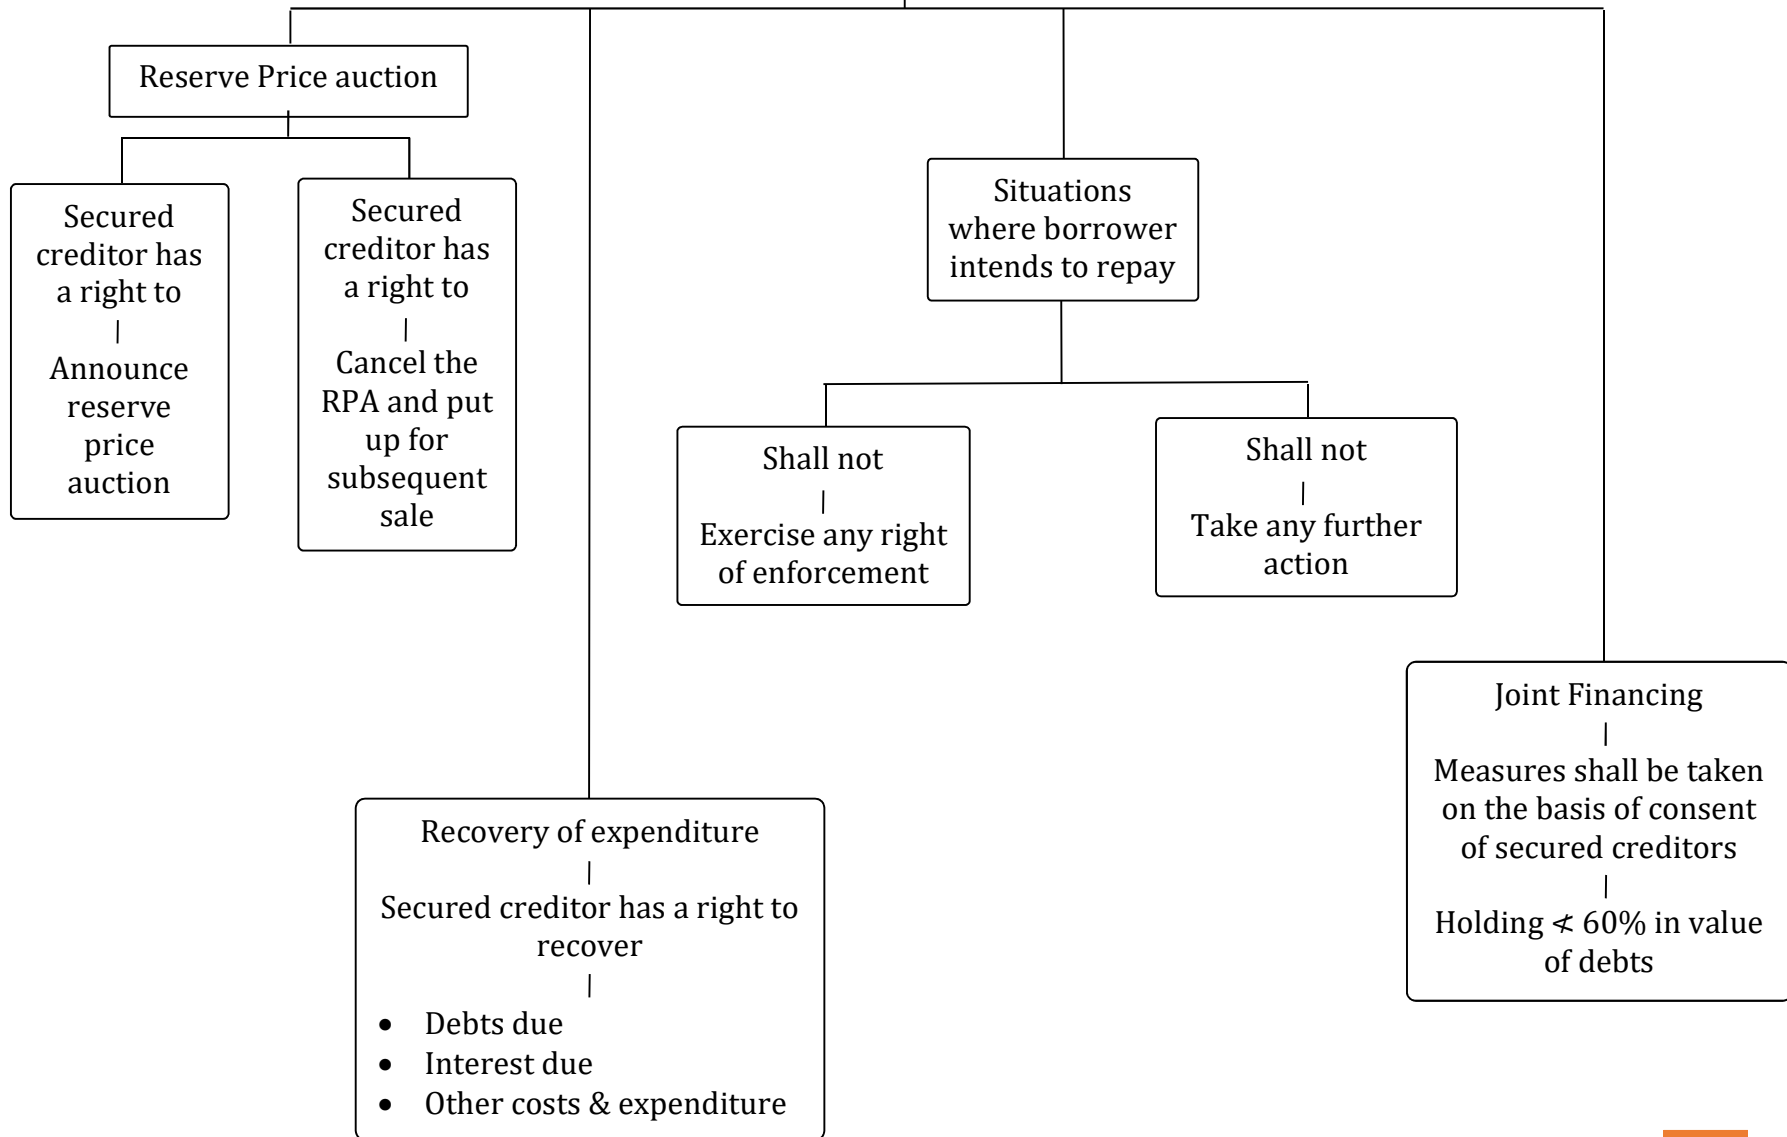 Reserve Price auction
Secured
creditor has
a right to
Announce
reserve
price
auction
Secured
creditor has
a right to
Cancel the
RPA and put
up for
subsequent
sale
Situations
where borrower
intends to repay
Shall not
Exercise any right
of enforcement
Shall not
Take any further
action
Recovery of expenditure
Secured creditor has a right to
recover
• Debts due
• Interest due
• Other costs & expenditure
Joint Financing
Measures shall be taken
on the basis of consent
of secured creditors
Holding ≮ 60% in value
of debts